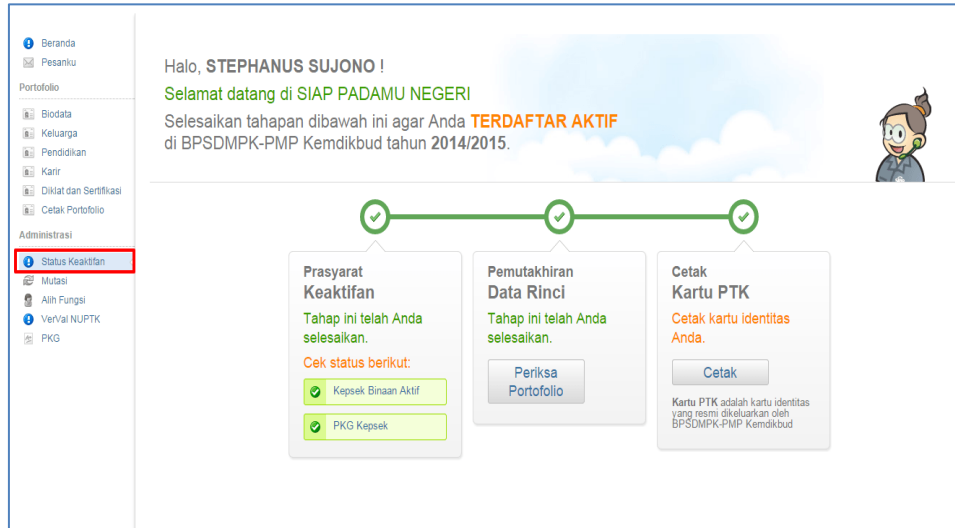 Beranda
Pesanku
Portofolio
Biodata
Keluarga
Pendidikan
Karir
Diklat dan Sertifikasi
Cetak Portofolio
Administrasi
Status Keaktifan
Mutasi
Alih Fungsi
VerVal NUPTK
PKG
Halo, STEPHANUS SUJONO !
Selamat datang di SIAP PADAMU NEGERI
Selesaikan tahapan dibawah ini agar Anda TERDAFTAR AKTIF
di BPSDMPK-PMP Kemdikbud tahun 2014/2015.
Prasyarat
Keaktifan
Tahap ini telah Anda
selesaikan.
Cek status berikut:
Kepsek Binaan Aktif
PKG Kepsek
Pemutakhiran
Data Rinci
Tahap ini telah Anda
selesaikan.
Periksa
Portofolio
Cetak
Kartu PTK
Cetak kartu identitas
Anda.
Cetak
Kartu PTK adalah kartu identitas
yang resmi dikeluarkan oleh
BPSDMPK-PMP Kemdikbud